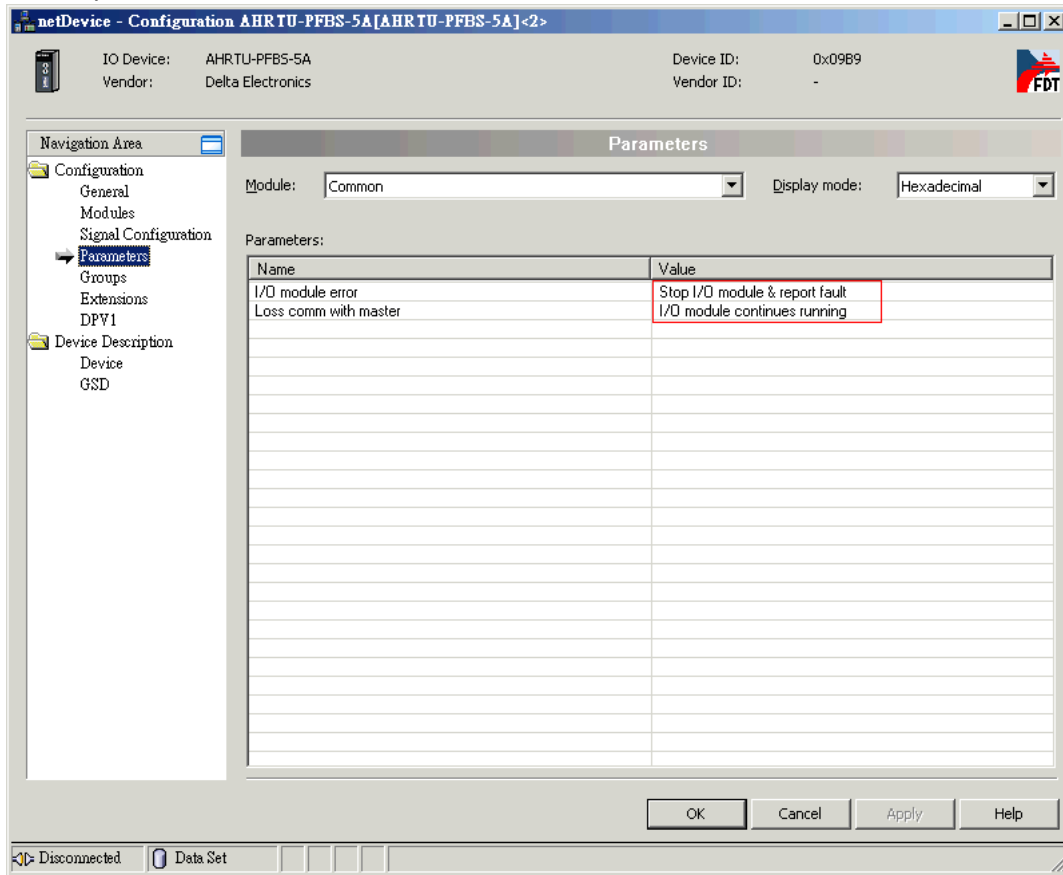 netDevice - Configuration AHRTU-PFBS-5A[AHRTU-PFBS-5A]<2>
IO Device: AHRTU-PFBS-5A Device ID: 0x09B9
Vendor: Delta Electronics Vendor ID: -
FDT
Navigation Area
Configuration
General
Modules
Signal Configuration
Parameters
Groups
Extensions
DPV1
Device Description
Device
GSD
Parameters
Module: Common Display mode: Hexadecimal
Parameters:
Name Value
I/O module error Stop I/O module & report fault
Loss comm with master I/O module continues running
OK Cancel Apply Help
Disconnected Data Set